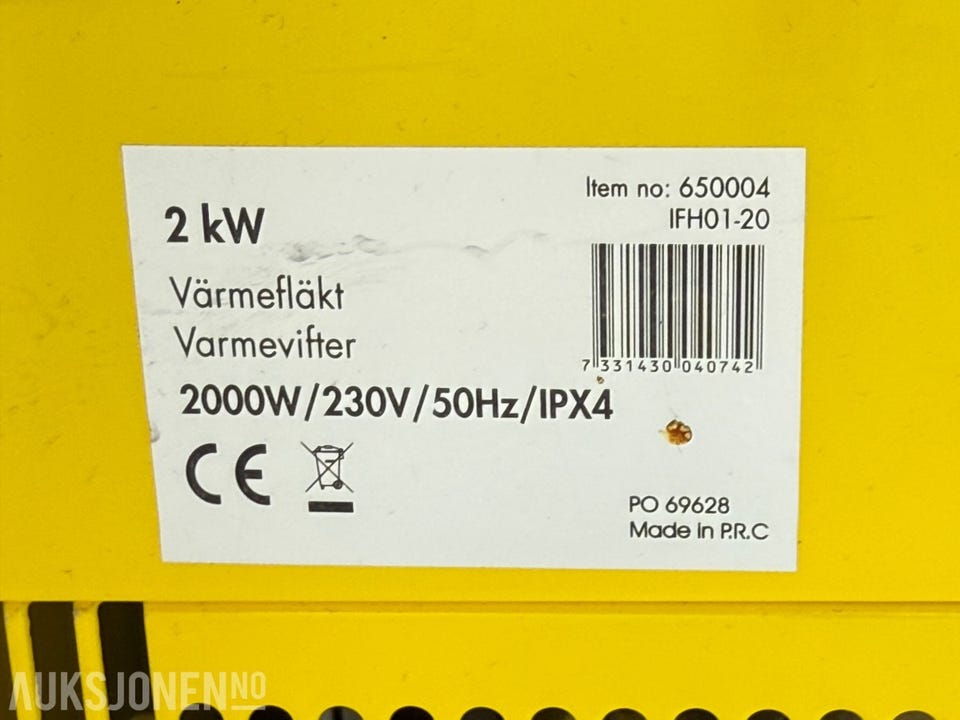 2 kW
Item no: 650004
IFH01-20
Värmefläkt
Varmevifter
7 331430 040742
2000W/230V/50Hz/IPX4
CE
PO 69628
Made in P.R.C
AUKSJONEN NO